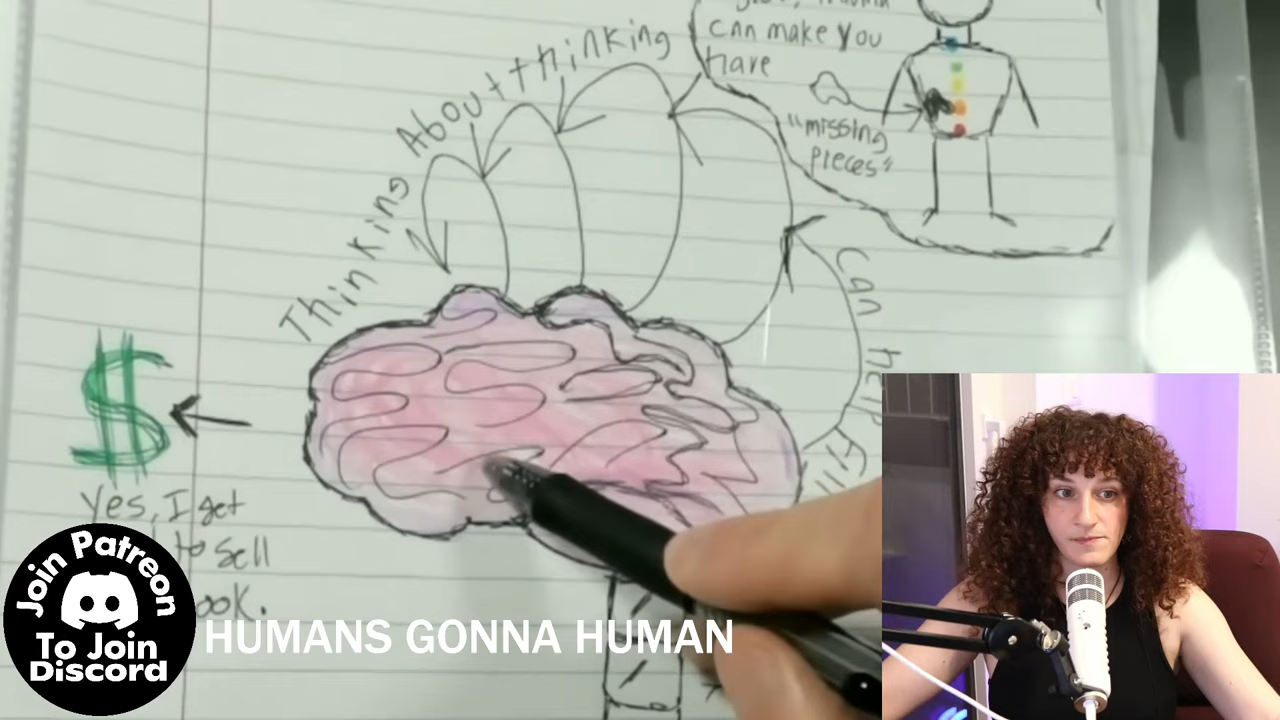 can make you
have
"missing
pieces"
Thinking About thinking
can help
$
Yes, I get
to sell
ook.
Join Patreon
To Join
Discord
HUMANS GONNA HUMAN